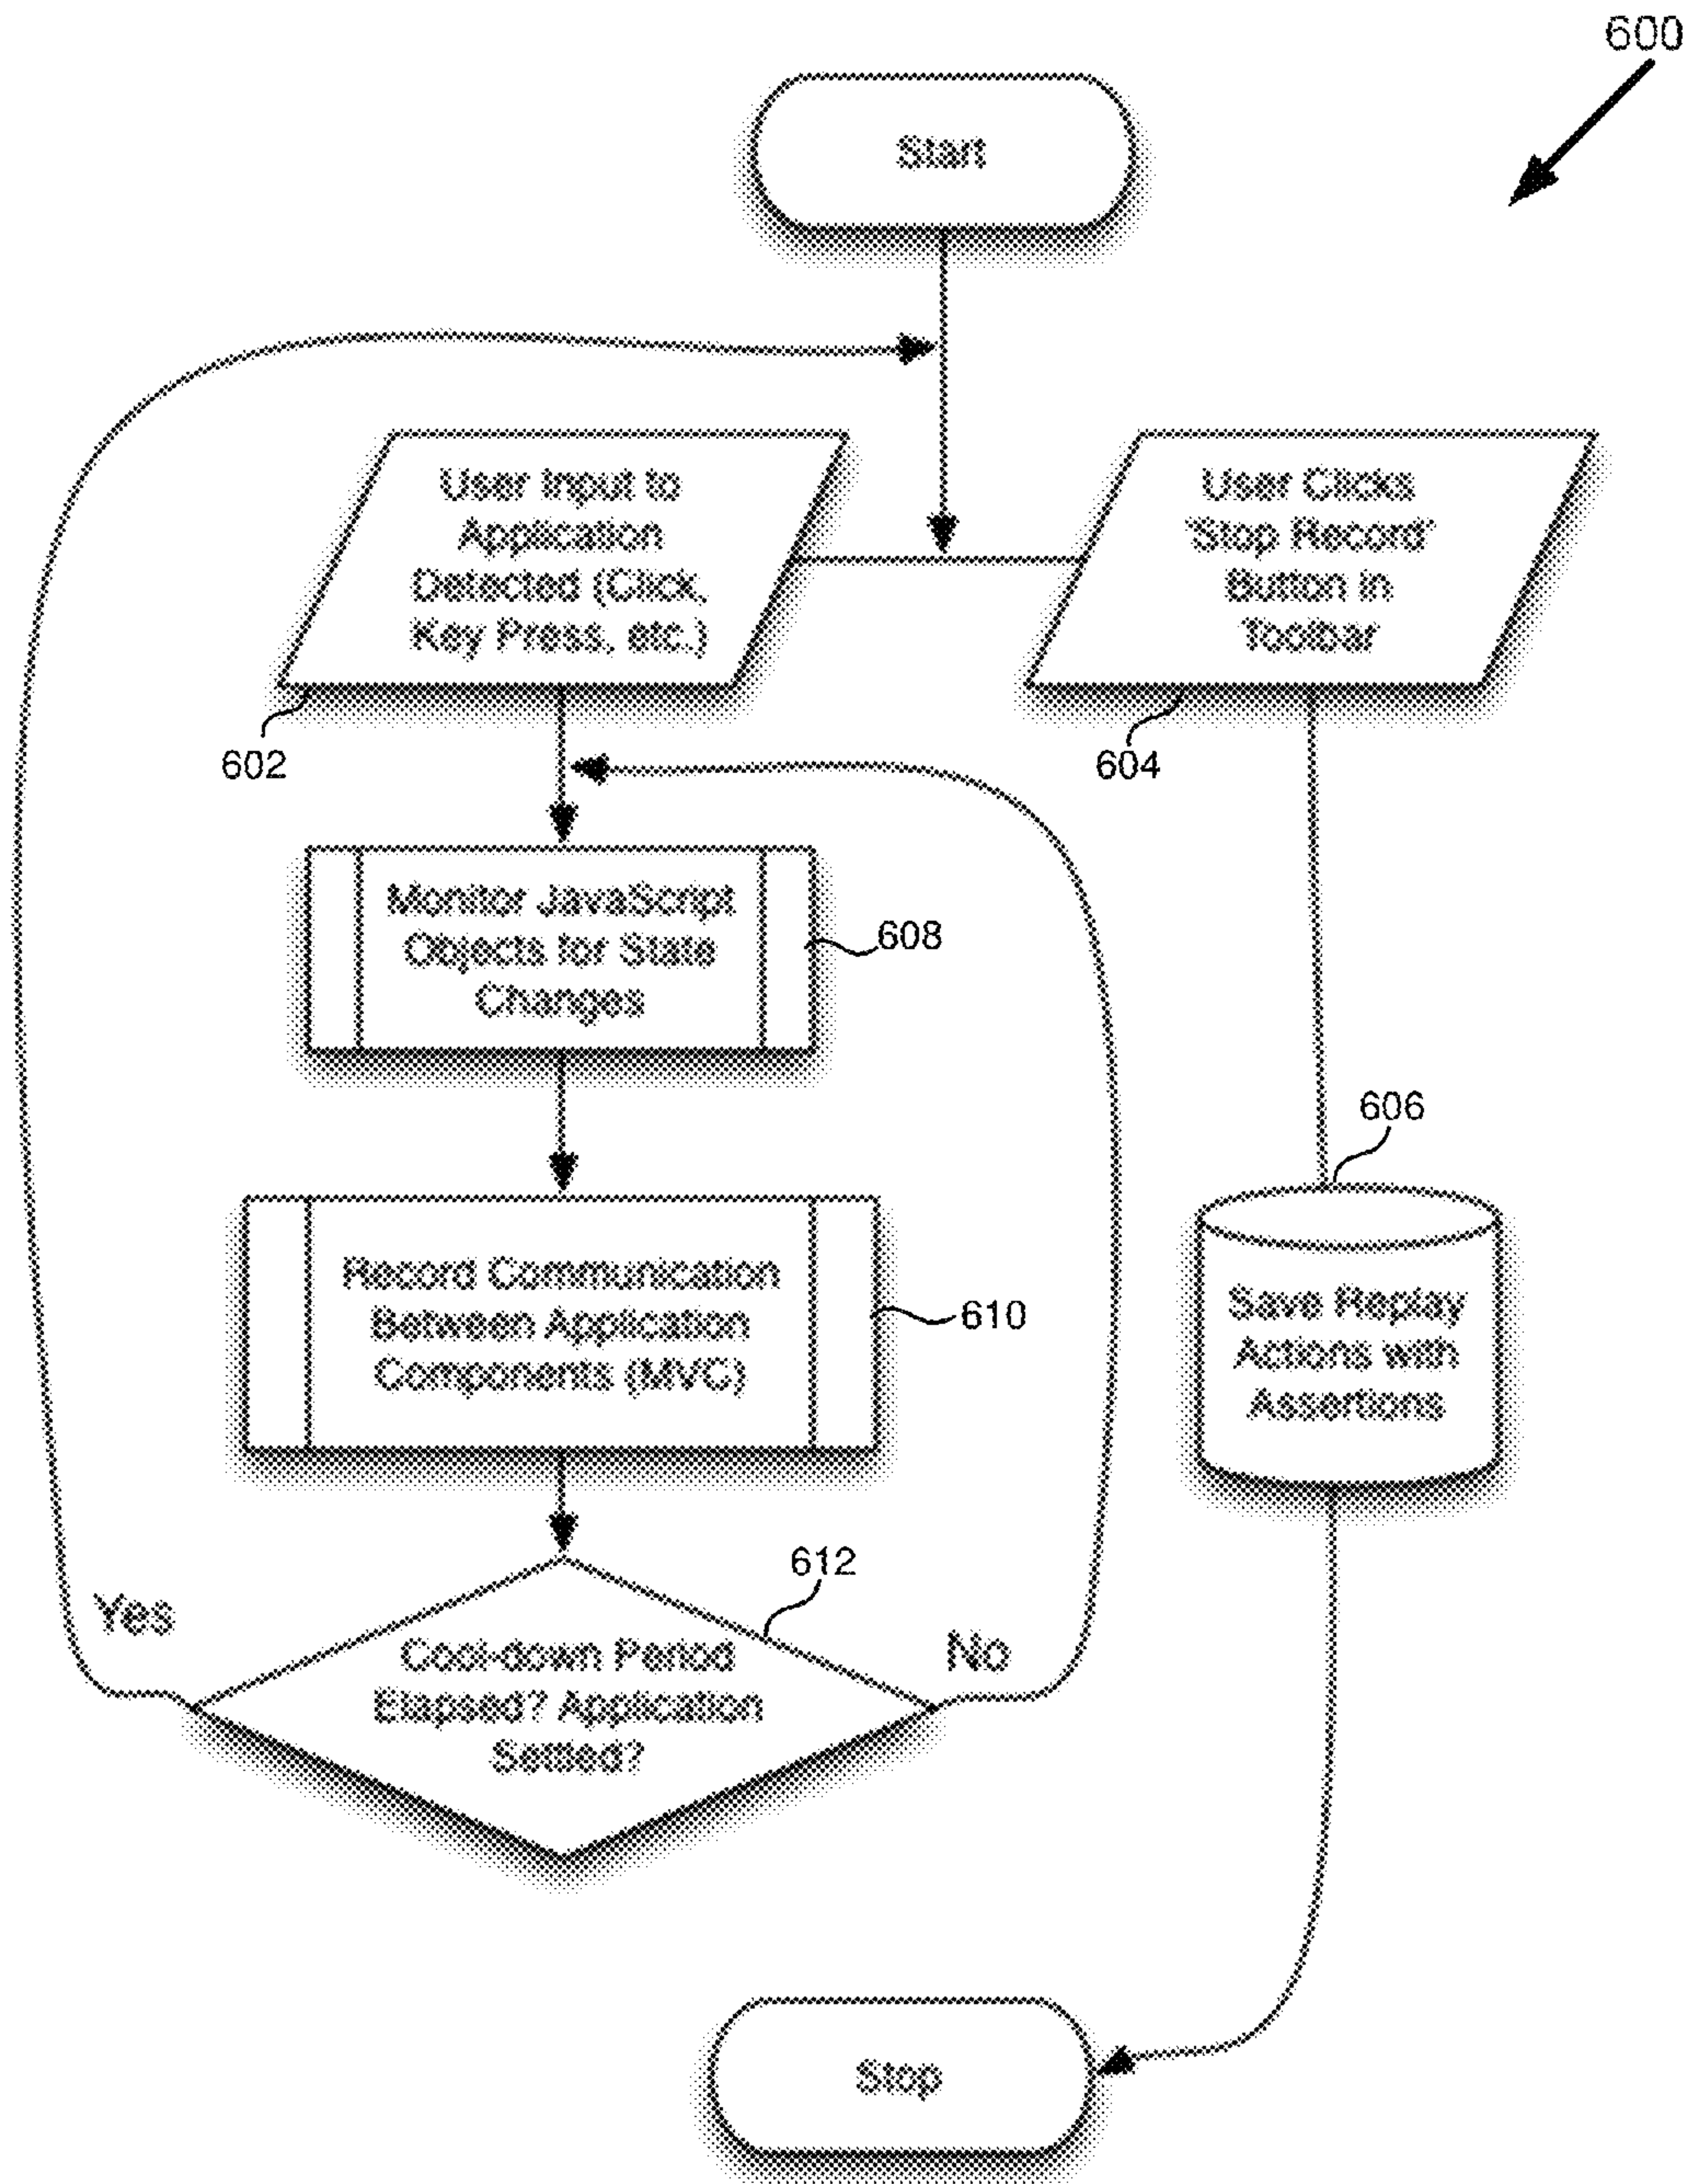 600
Start
User Input to
Application
Detected (Click,
Key Press, etc.)
602
User Clicks
'Stop Record'
Button in
Toolbar
604
Monitor JavaScript
Objects for State
Changes
608
Record Communication
Between Application
Components (MVC)
610
606
Save Replay
Actions with
Assertions
612
Yes
No
Cool-down Period
Elapsed? Application
Settled?
Stop